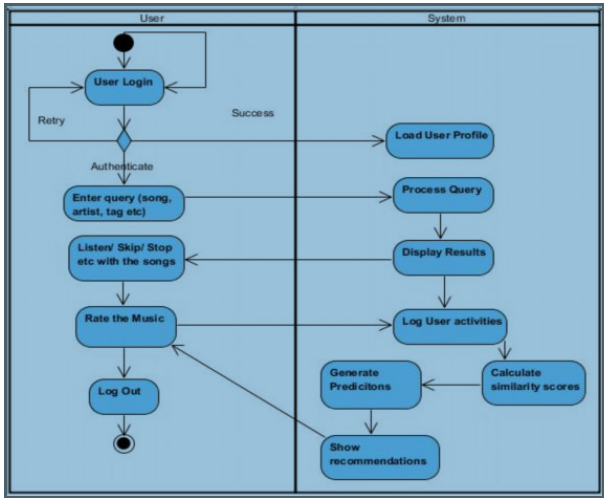 User
System
User Login
Retry
Success
Load User Profile
Authenticate
Enter query (song,
artist, tag etc)
Process Query
Listen/ Skip/ Stop
etc with the songs
Display Results
Rate the Music
Log User activities
Generate
Predicitons
Calculate
similarity scores
Log Out
Show
recommendations